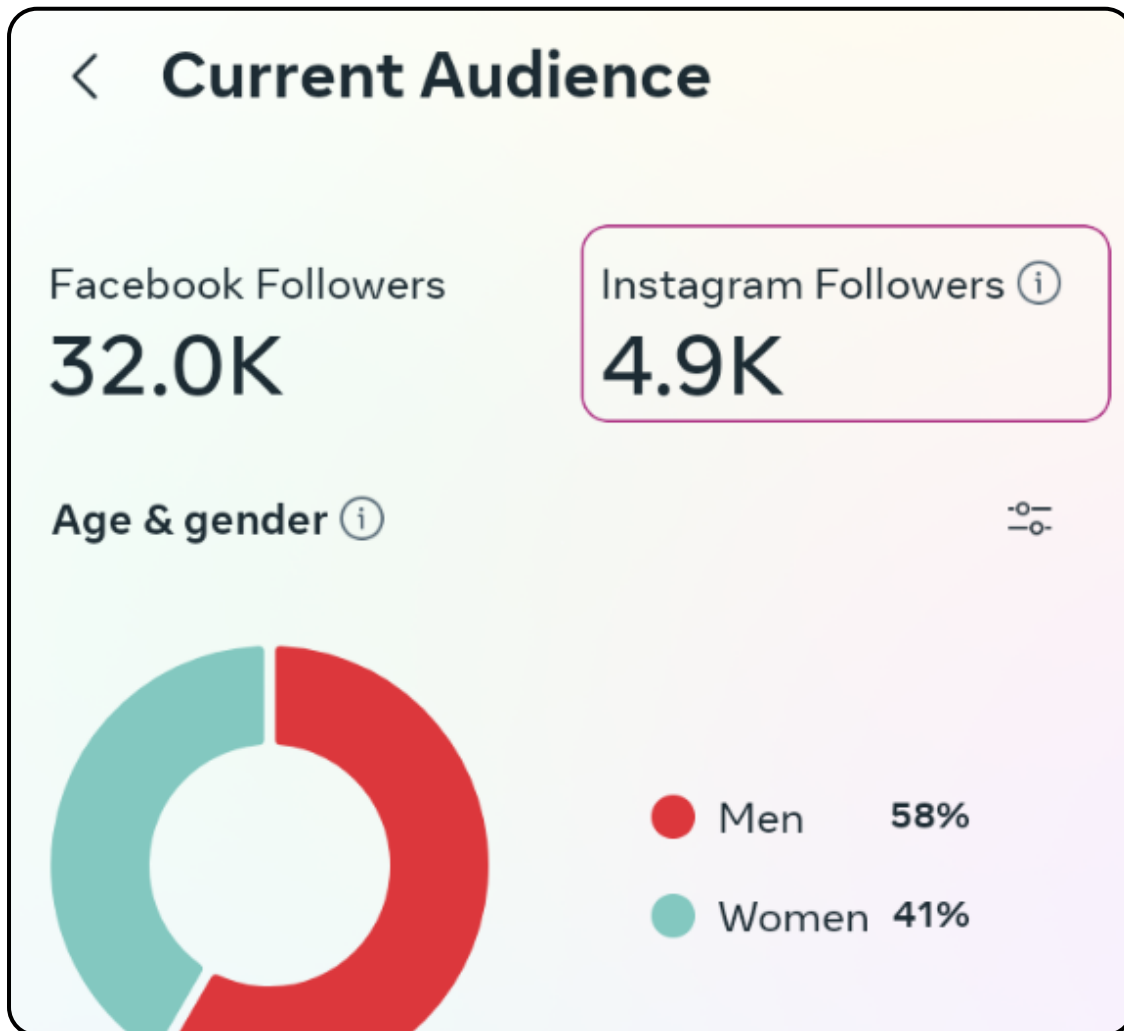 Current Audience
Facebook Followers
32.0K
Instagram Followers
4.9K
Age & gender
Men 58%
Women 41%